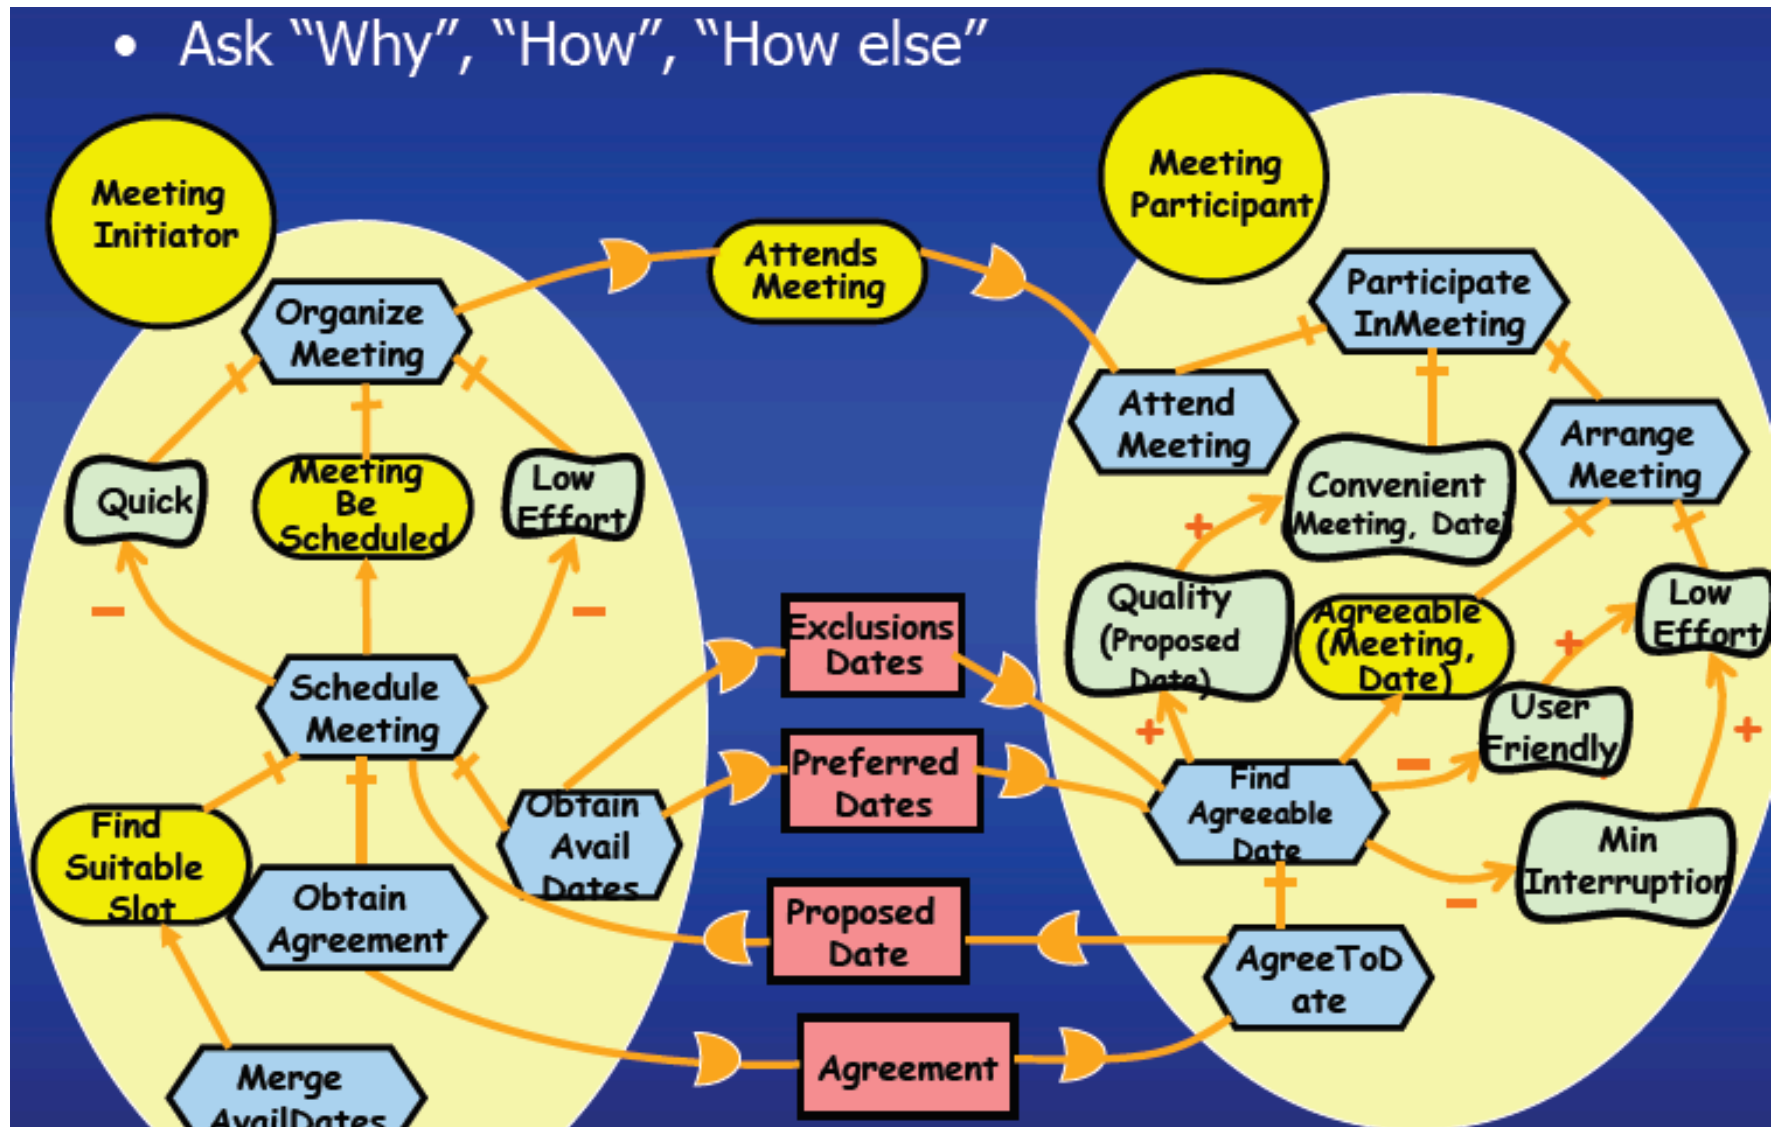 • Ask “Why”, “How”, “How else”
Meeting
Initiator
Meeting
Participant
Attends
Meeting
Organize
Meeting
Participate
InMeeting
Attend
Meeting
Arrange
Meeting
Quick
Meeting
Be
Scheduled
Low
Effort
Convenient
(Meeting, Date)
Quality
(Proposed
Date)
Agreeable
(Meeting,
Date)
Low
Effort
+
+
+
+
–
–
Exclusions
Dates
Schedule
Meeting
User
Friendly
Preferred
Dates
Find
Agreeable
Date
–
–
Obtain
Avail
Dates
Find
Suitable
Slot
Min
Interruption
Obtain
Agreement
Proposed
Date
AgreeToD
ate
Agreement
Merge
AvailDates